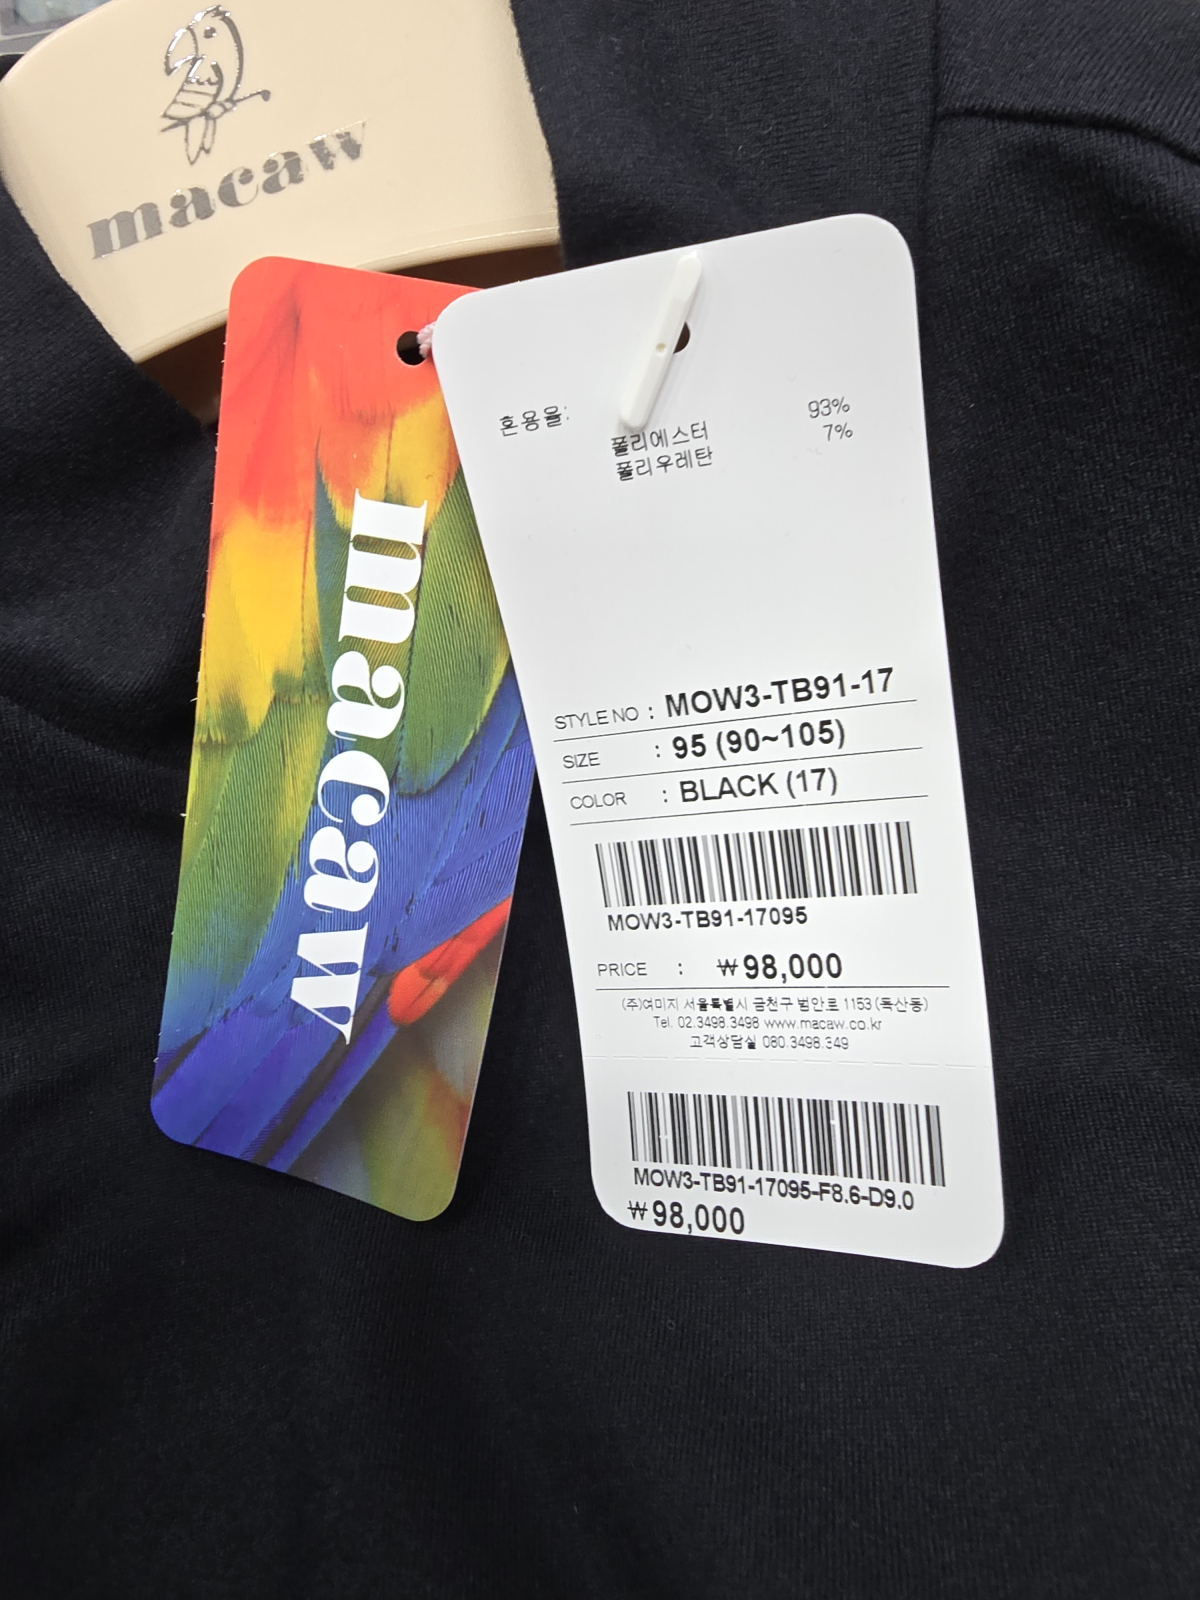 macaw
macaw
혼용율: 93%
폴리에스터 7%
폴리우레탄
STYLE NO : MOW3-TB91-17
SIZE : 95 (90~105)
COLOR : BLACK (17)
MOW3-TB91-17095
PRICE : ₩98,000
(주)여미지 서울특별시 금천구 범안로 1153 (독산동)
Tel. 02.3498.3498 www.macaw.co.kr
고객상담실 080.3498.349
MOW3-TB91-17095-F8.6-D9.0
₩98,000